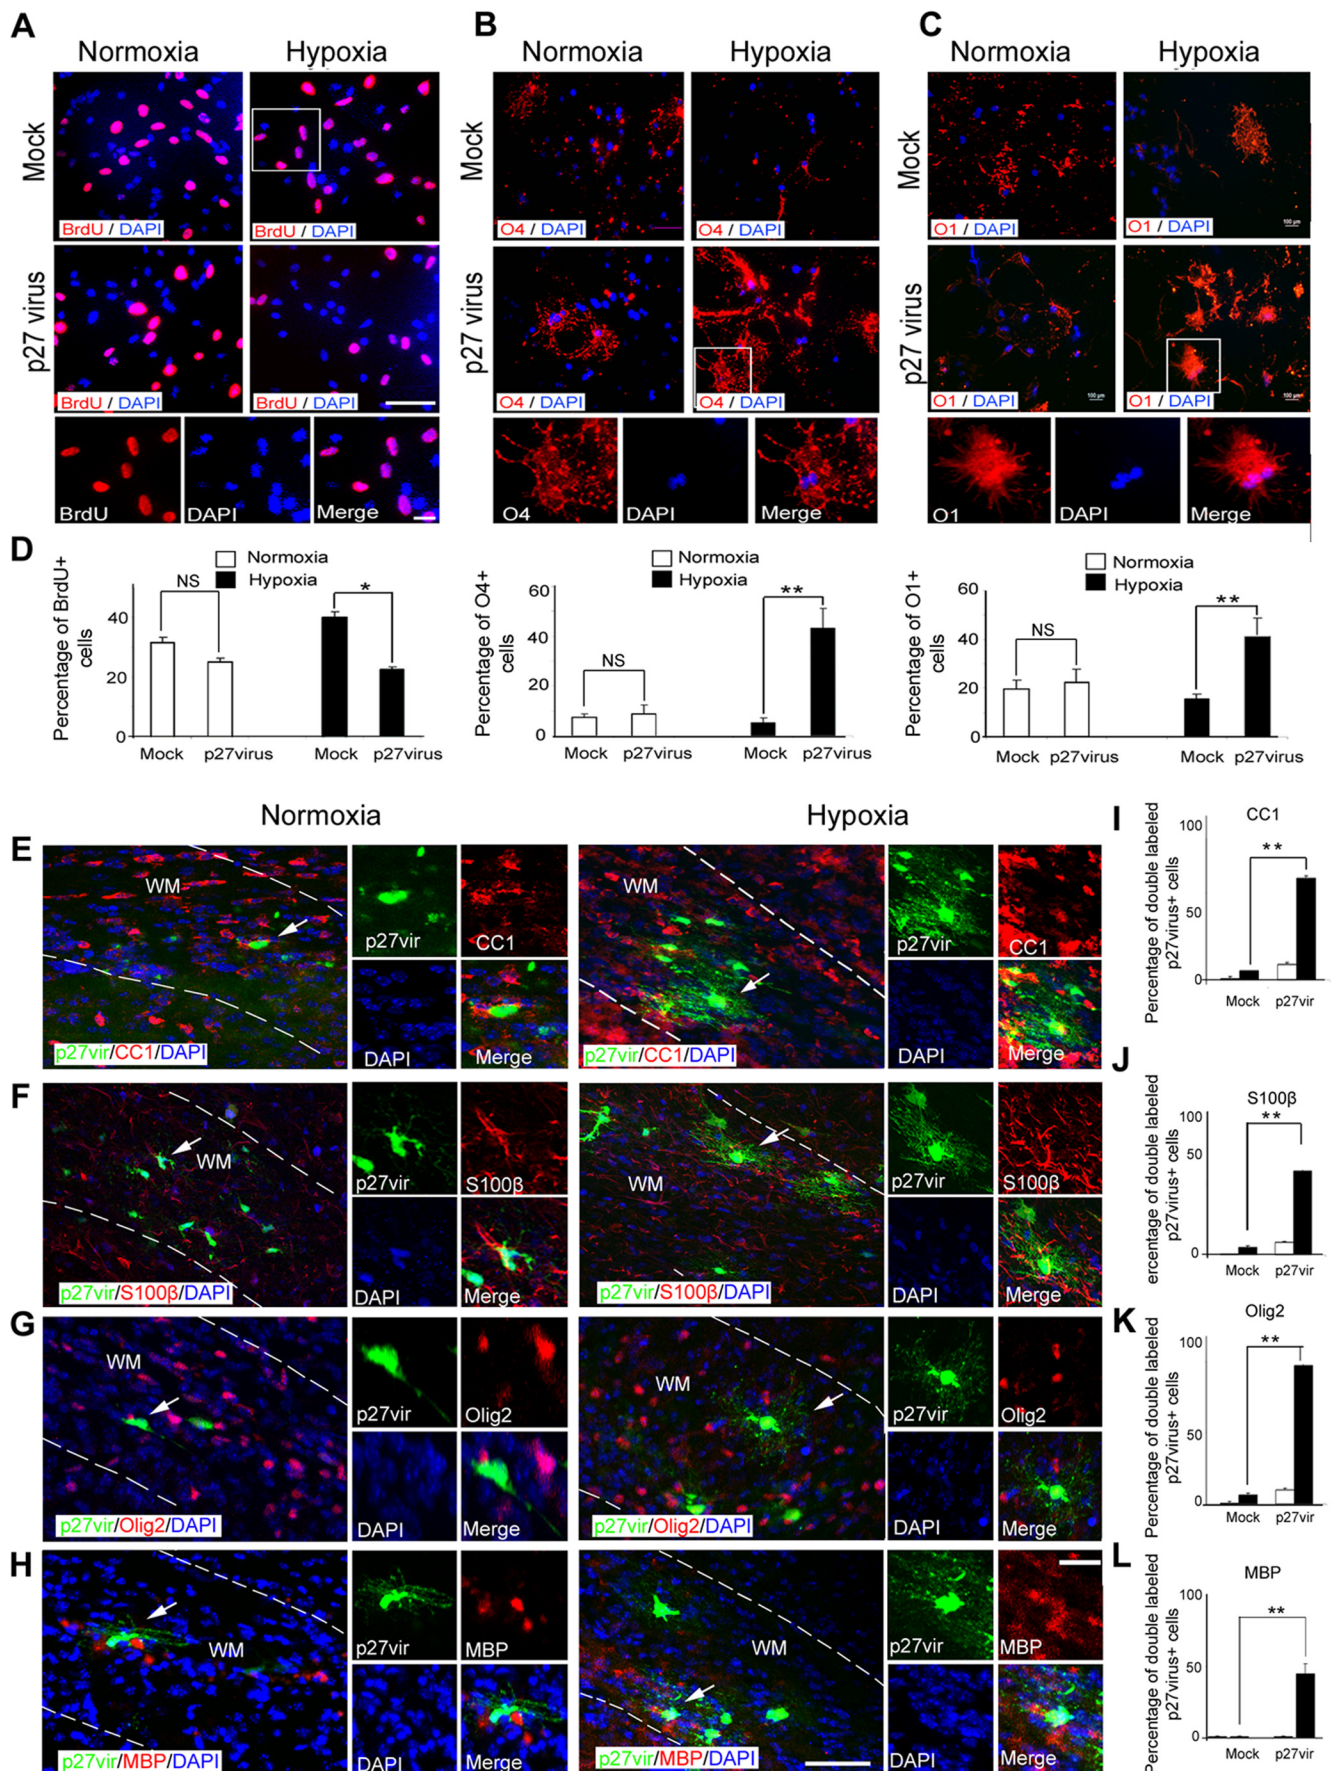 A
B
C
Normoxia
Hypoxia
Normoxia
Hypoxia
Normoxia
Hypoxia
Mock
BrdU / DAPI
BrdU / DAPI
Mock
O4 / DAPI
O4 / DAPI
Mock
O1 / DAPI
O1 / DAPI
100 µm
p27 virus
BrdU / DAPI
BrdU / DAPI
p27 virus
O4 / DAPI
O4 / DAPI
p27 virus
O1 / DAPI
100 µm
O1 / DAPI
100 µm
BrdU
DAPI
Merge
O4
DAPI
Merge
O1
DAPI
Merge
D
Percentage of BrdU+
cells
Normoxia
Hypoxia
NS
*
40
20
0
Mock
p27virus
Mock
p27virus
Percentage of O4+
cells
Normoxia
Hypoxia
NS
**
60
40
20
0
Mock
p27virus
Mock
p27virus
Percentage of O1+
cells
Normoxia
Hypoxia
NS
**
60
40
20
0
Mock
p27virus
Mock
p27virus
Normoxia
Hypoxia
E
WM
p27vir/CC1/DAPI
p27vir
CC1
DAPI
Merge
WM
p27vir/CC1/DAPI
p27vir
CC1
DAPI
Merge
I
CC1
Percentage of double labeled
p27virus+ cells
100
50
0
**
Mock
p27vir
F
WM
p27vir/S100β/DAPI
p27vir
S100β
DAPI
Merge
WM
p27vir/S100β/DAPI
p27vir
S100β
DAPI
Merge
J
S100β
ercentage of double labeled
p27virus+ cells
100
50
0
**
Mock
p27vir
G
WM
p27vir/Olig2/DAPI
p27vir
Olig2
DAPI
Merge
WM
p27vir/Olig2/DAPI
p27vir
Olig2
DAPI
Merge
K
Olig2
Percentage of double labeled
p27virus+ cells
100
50
0
**
Mock
p27vir
H
WM
p27vir/MBP/DAPI
p27vir
MBP
DAPI
Merge
WM
p27vir/MBP/DAPI
p27vir
MBP
DAPI
Merge
L
MBP
Percentage of double labeled
p27virus+ cells
100
50
0
**
Mock
p27vir